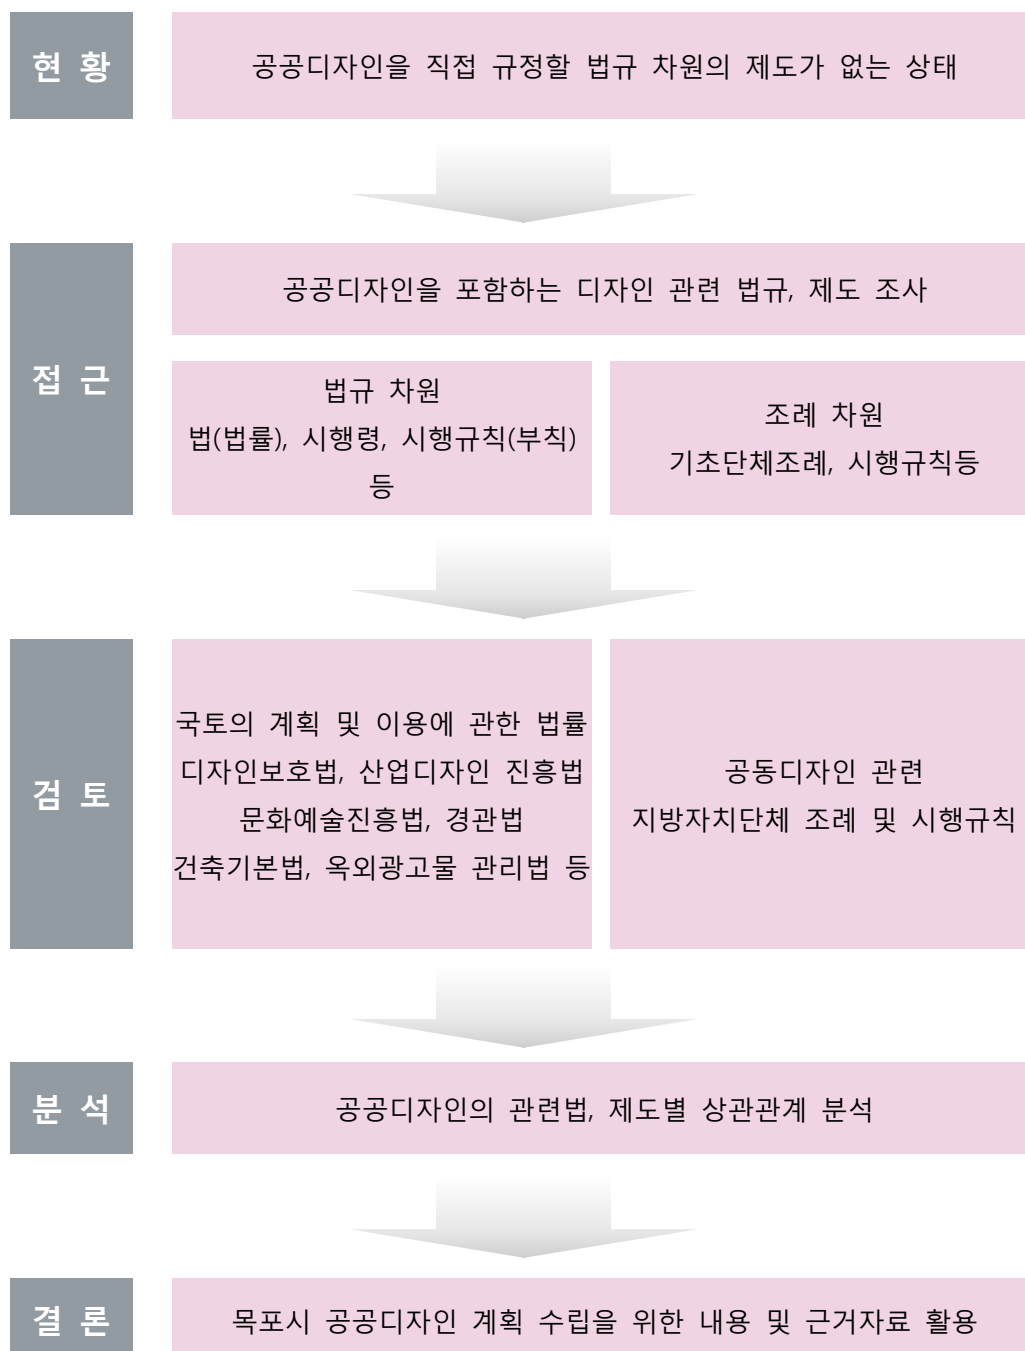 현 황
공공디자인을 직접 규정할 법규 차원의 제도가 없는 상태
접 근
공공디자인을 포함하는 디자인 관련 법규, 제도 조사
법규 차원
법(법률), 시행령, 시행규칙(부칙)
등
조례 차원
기초단체조례, 시행규칙등
검 토
국토의 계획 및 이용에 관한 법률
디자인보호법, 산업디자인 진흥법
문화예술진흥법, 경관법
건축기본법, 옥외광고물 관리법 등
공동디자인 관련
지방자치단체 조례 및 시행규칙
분 석
공공디자인의 관련법, 제도별 상관관계 분석
결 론
목포시 공공디자인 계획 수립을 위한 내용 및 근거자료 활용